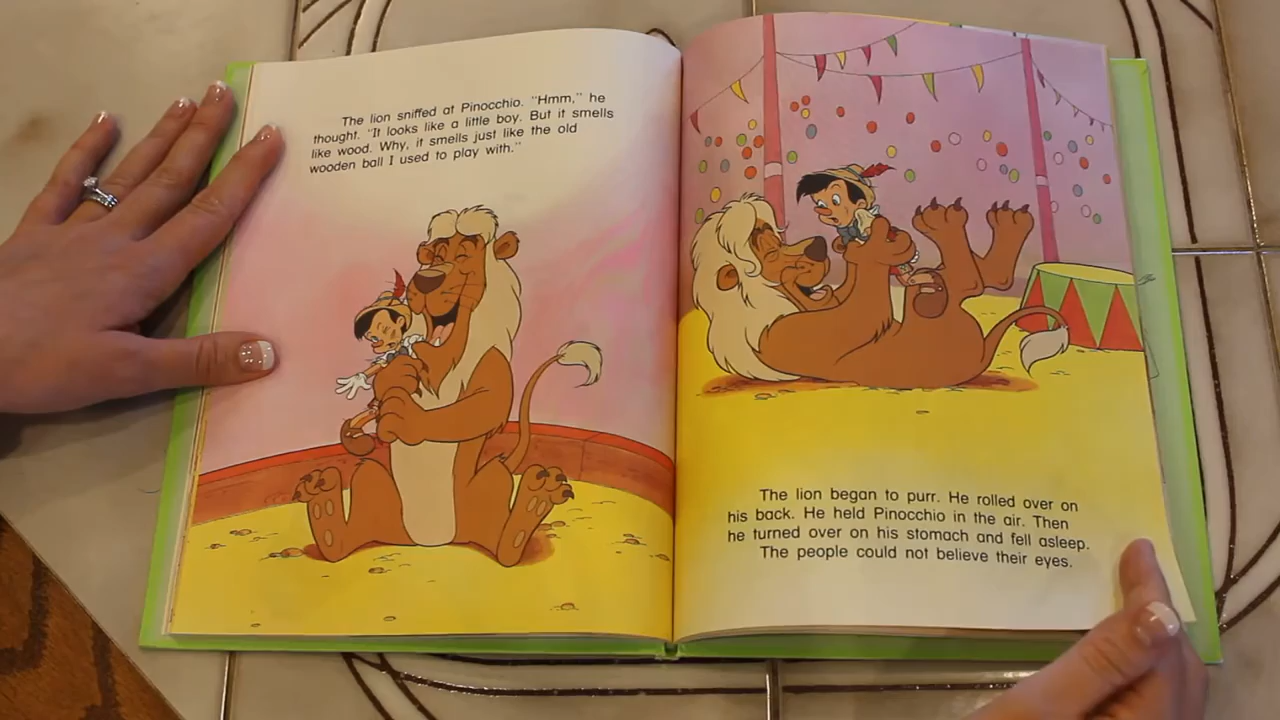 The lion sniffed at Pinocchio. "Hmm," he
thought. "It looks like a little boy. But it smells
like wood. Why, it smells just like the old
wooden ball I used to play with."
The lion began to purr. He rolled over on
his back. He held Pinocchio in the air. Then
he turned over on his stomach and fell asleep.
The people could not believe their eyes.